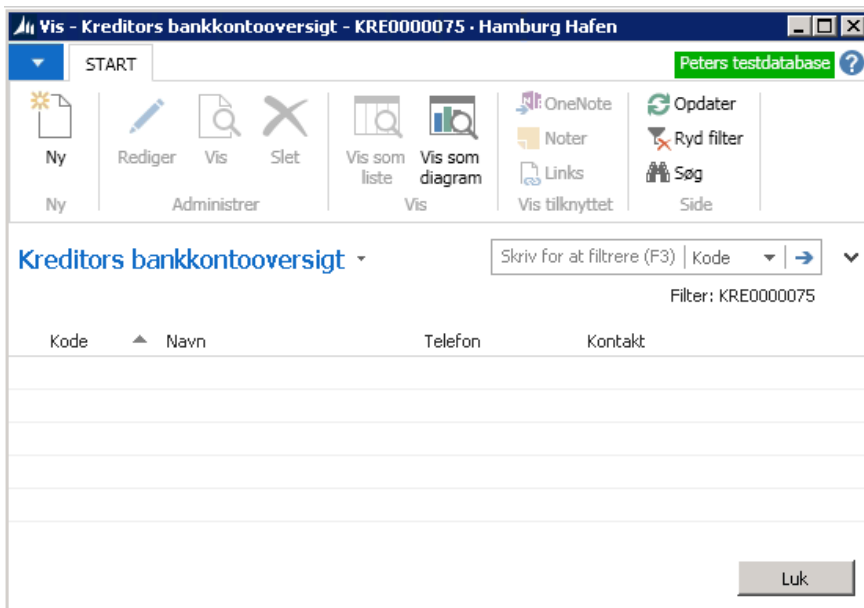 Vis - Kreditors bankkontooversigt - KRE0000075 · Hamburg Hafen
START
Peters testdatabase ?
Ny
Rediger
Vis
Slet
Vis som
liste
Vis som
diagram
OneNote
Noter
Links
Opdater
Ryd filter
Søg
Ny
Administrer
Vis
Vis tilknyttet
Side
Kreditors bankkontooversigt
Skriv for at filtrere (F3) Kode
Filter: KRE0000075
Kode Navn Telefon Kontakt
Luk